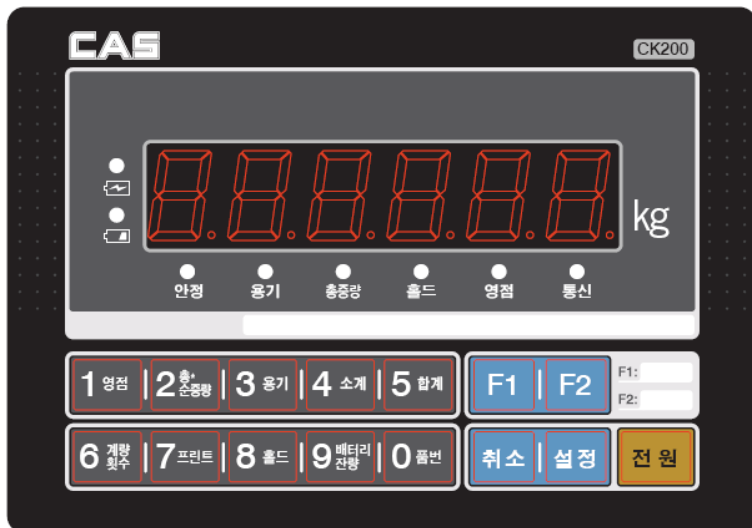 CAS
CK200
kg
안정 용기 총중량 홀드 영점 통신
1 영점 2 총·순중량 3 용기 4 소계 5 합계
F1 F2
F1:
F2:
6 계량횟수 7 프린트 8 홀드 9 배터리잔량 0 품번
취소 설정 전원